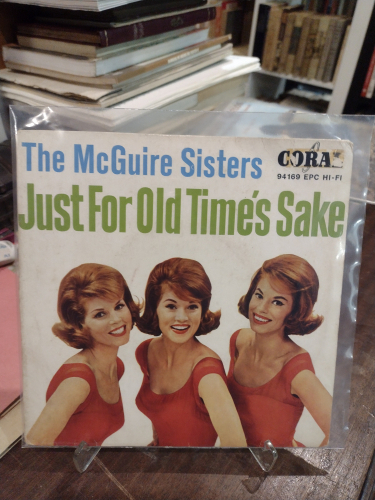 The McGuire Sisters
CORAL
94169 EPC HI-FI
Just For Old Time's Sake